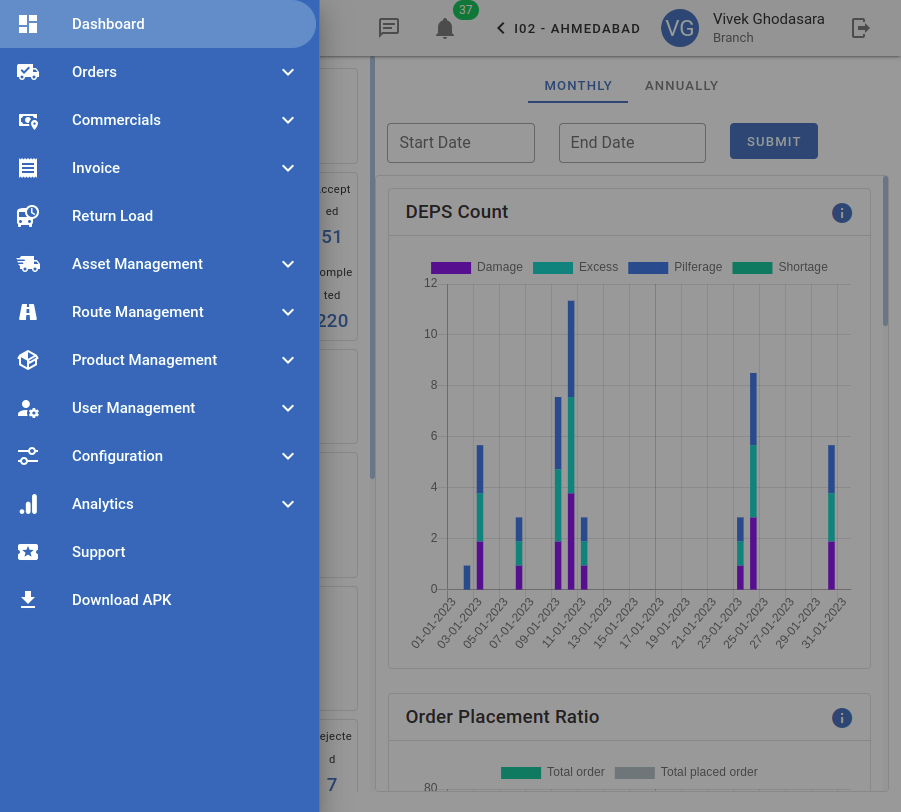 Dashboard
Orders
Commercials
Invoice
Return Load
Asset Management
Route Management
Product Management
User Management
Configuration
Analytics
Support
Download APK
37
I02 - AHMEDABAD
VG
Vivek Ghodasara
Branch
ccept
ed
51
omple
ted
220
ejecte
d
7
MONTHLY
ANNUALLY
Start Date
End Date
SUBMIT
DEPS Count
Damage
Excess
Pilferage
Shortage
12
10
8
6
4
2
0
01-01-2023
03-01-2023
05-01-2023
07-01-2023
09-01-2023
11-01-2023
13-01-2023
15-01-2023
17-01-2023
19-01-2023
21-01-2023
23-01-2023
25-01-2023
27-01-2023
29-01-2023
31-01-2023
Order Placement Ratio
Total order
Total placed order
80